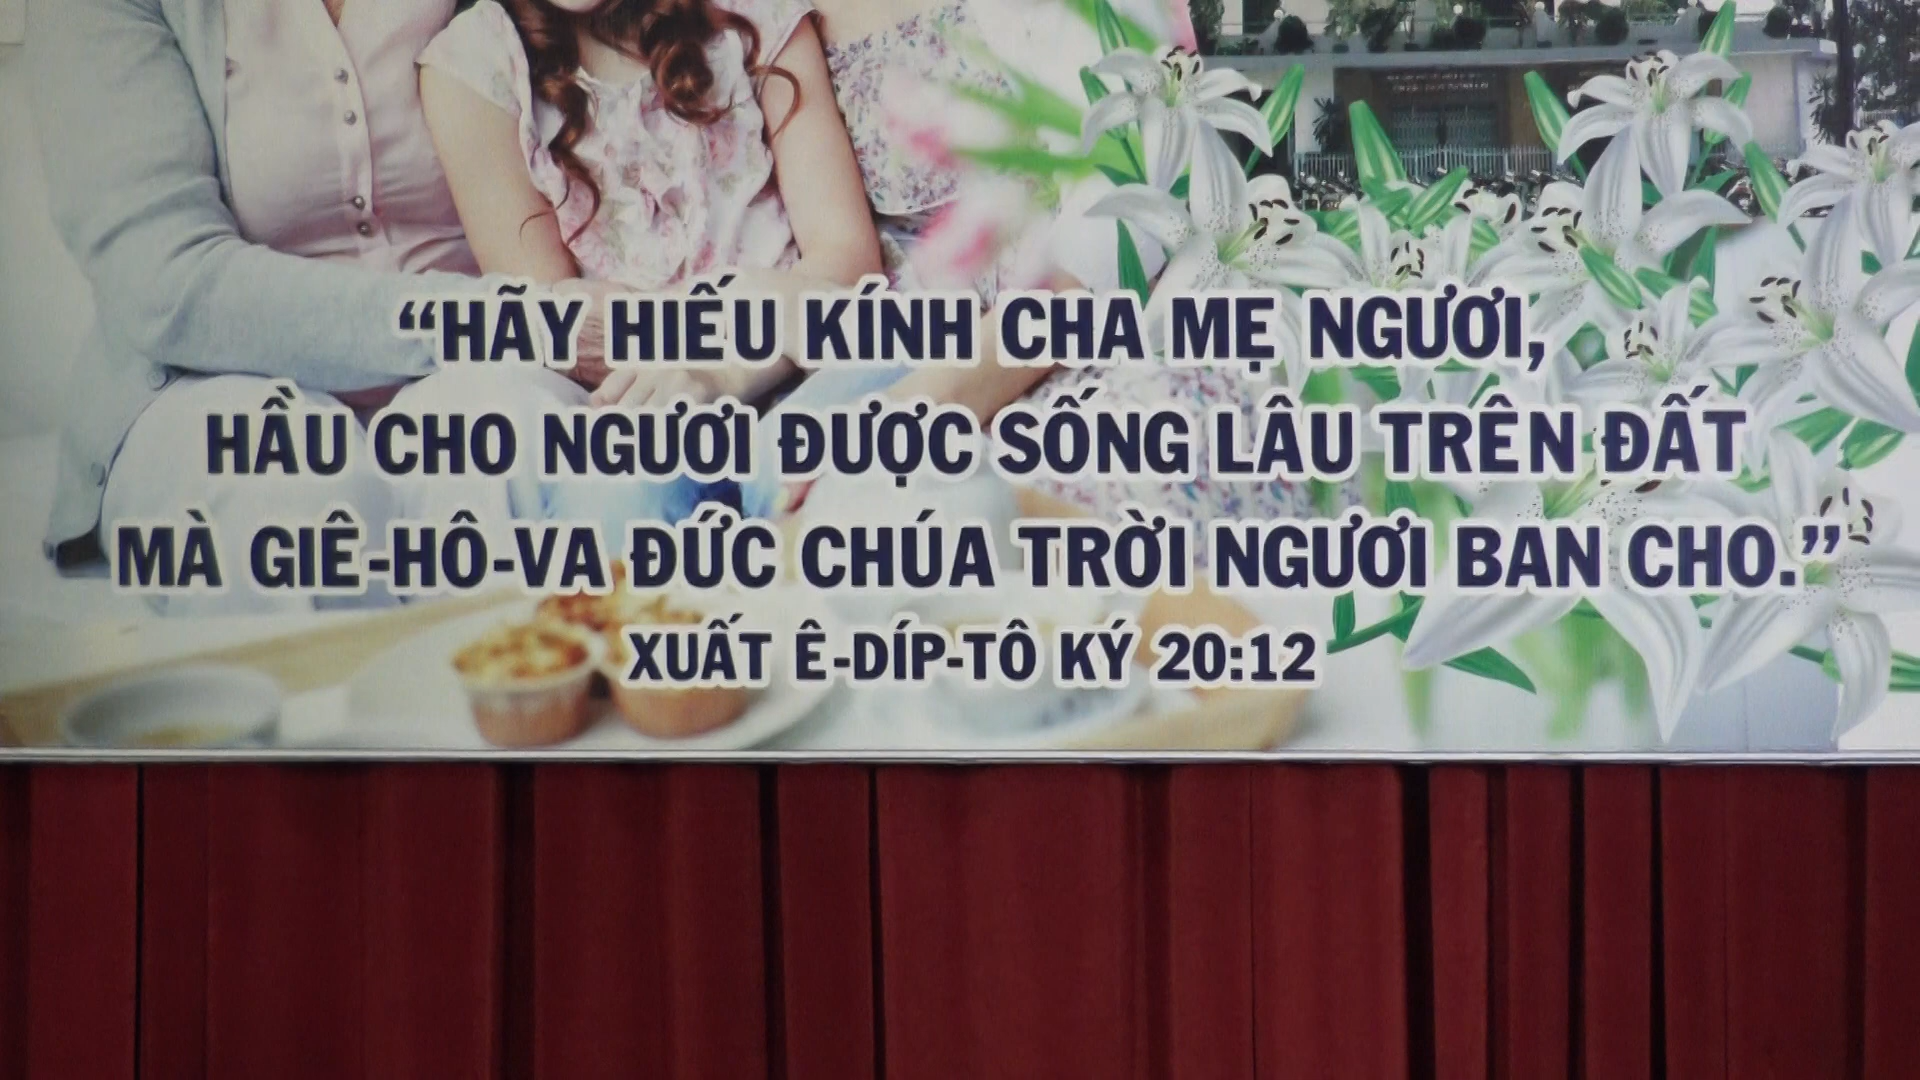 “HÃY HIẾU KÍNH CHA MẸ NGƯƠI,
HẦU CHO NGƯƠI ĐƯỢC SỐNG LÂU TRÊN ĐẤT
MÀ GIÊ-HÔ-VA ĐỨC CHÚA TRỜI NGƯƠI BAN CHO.”
XUẤT Ê-DÍP-TÔ KÝ 20:12